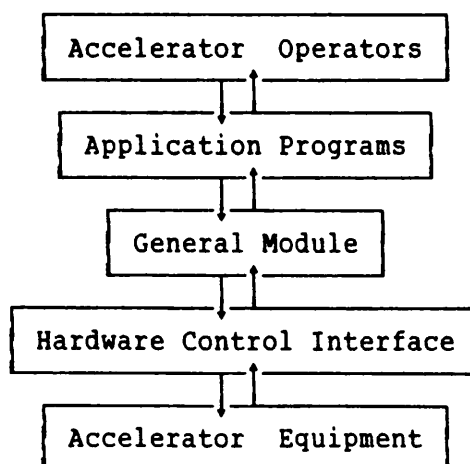 Accelerator Operators
Application Programs
General Module
Hardware Control Interface
Accelerator Equipment